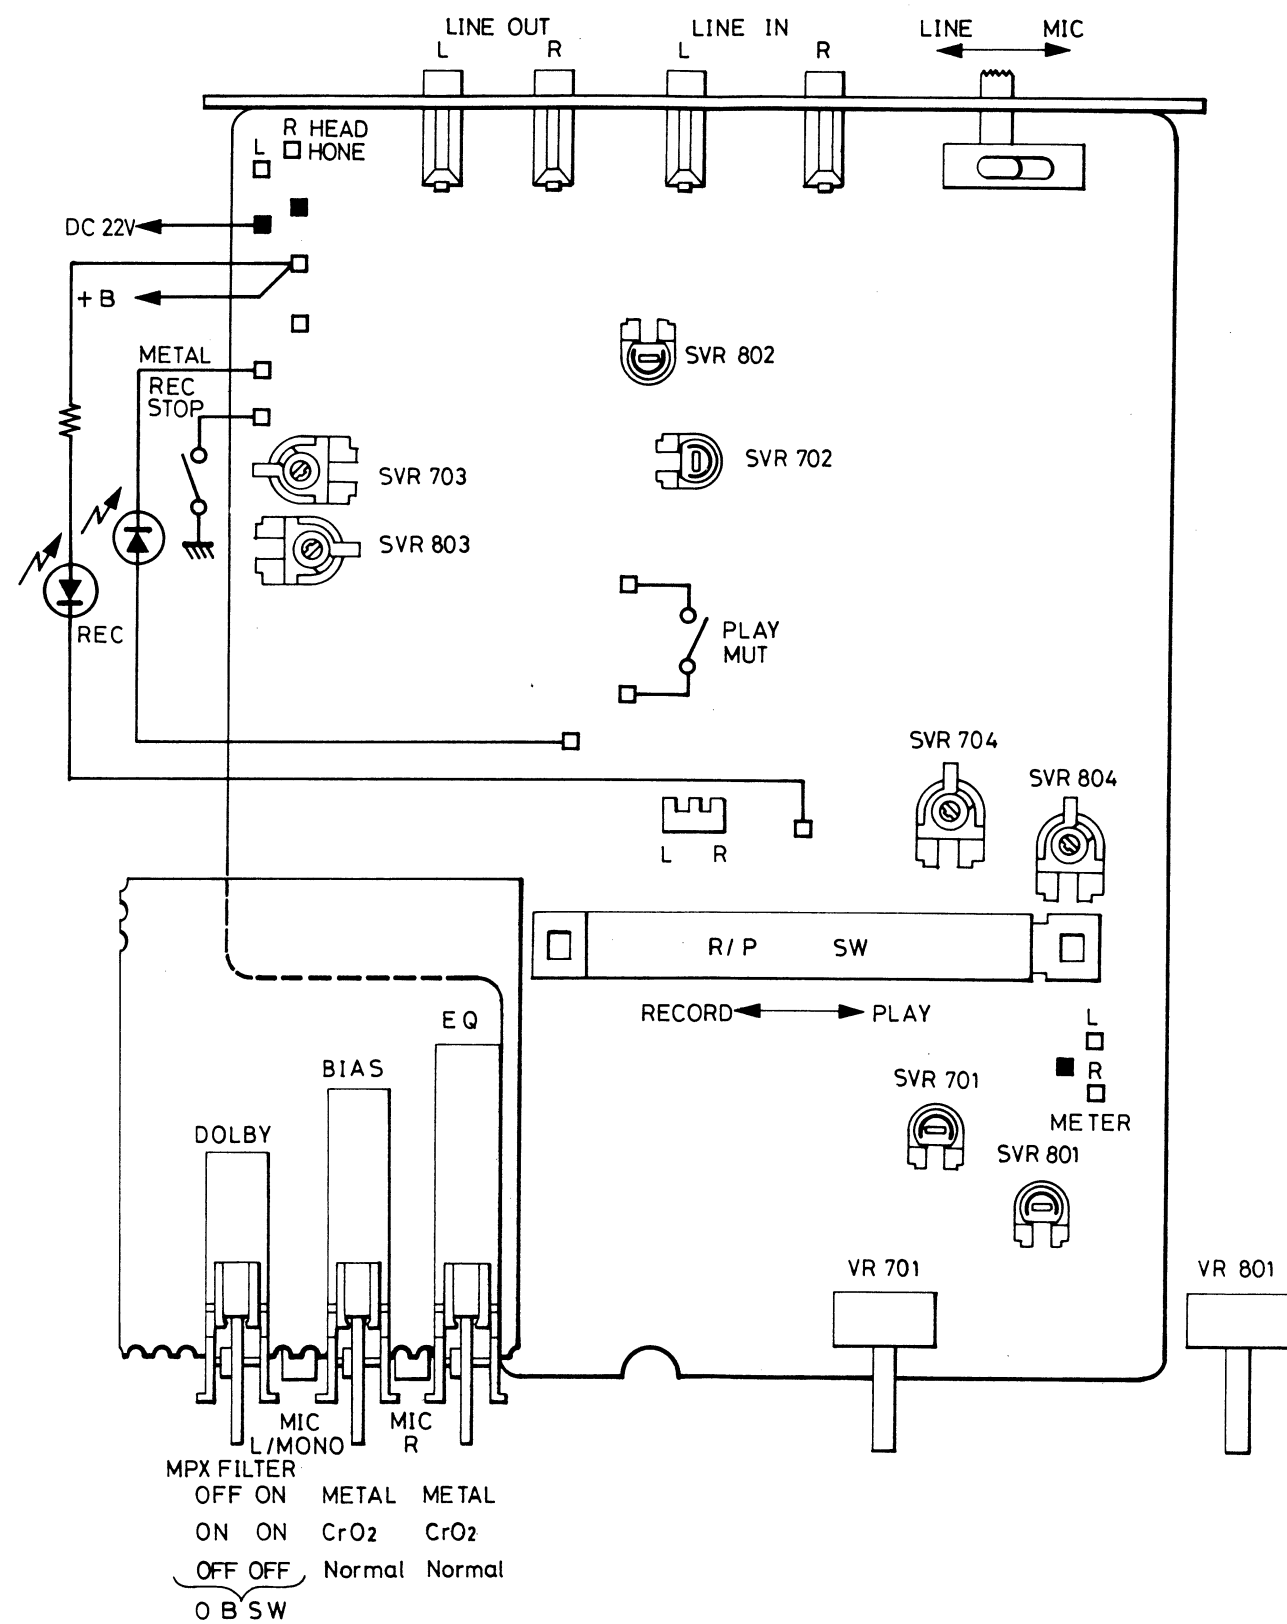 LINE OUT
L R
LINE IN
L R
LINE MIC
R HEAD
L HONE
DC 22V
+ B
METAL
REC
STOP
SVR 802
SVR 702
SVR 703
SVR 803
REC
PLAY
MUT
SVR 704
SVR 804
L R
R/P SW
RECORD PLAY
EQ
BIAS
DOLBY
L
R
METER
SVR 701
SVR 801
VR 701
VR 801
MIC
L/MONO
MIC
R
MPX FILTER
OFF ON METAL METAL
ON ON CrO2 CrO2
OFF OFF Normal Normal
O B SW